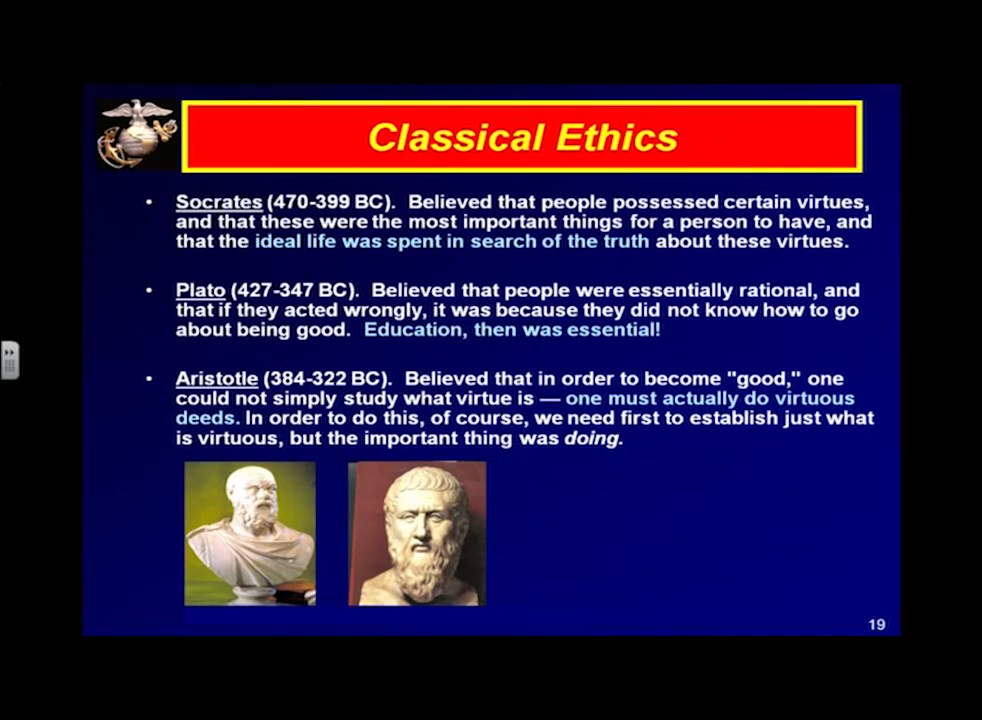 Classical Ethics
• Socrates (470-399 BC). Believed that people possessed certain virtues,
and that these were the most important things for a person to have, and
that the ideal life was spent in search of the truth about these virtues.
• Plato (427-347 BC). Believed that people were essentially rational, and
that if they acted wrongly, it was because they did not know how to go
about being good. Education, then was essential!
• Aristotle (384-322 BC). Believed that in order to become "good," one
could not simply study what virtue is — one must actually do virtuous
deeds. In order to do this, of course, we need first to establish just what
is virtuous, but the important thing was doing.
19